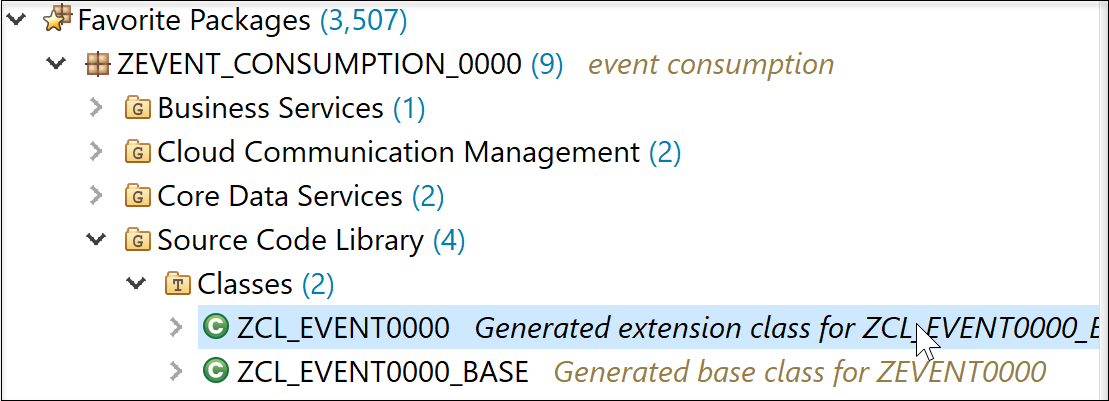 Favorite Packages (3,507)
ZEVENT_CONSUMPTION_0000 (9) event consumption
G Business Services (1)
G Cloud Communication Management (2)
G Core Data Services (2)
G Source Code Library (4)
T Classes (2)
C ZCL_EVENT0000 Generated extension class for ZCL_EVENT0000_B
C ZCL_EVENT0000_BASE Generated base class for ZEVENT0000